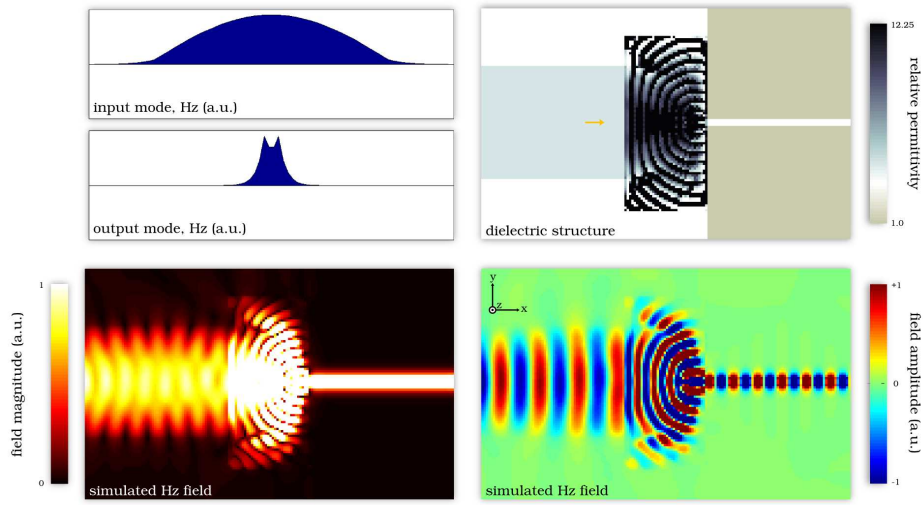 input mode, Hz (a.u.)
output mode, Hz (a.u.)
dielectric structure
12.25
relative permittivity
1.0
1
field magnitude (a.u.)
0
simulated Hz field
y
z
x
simulated Hz field
+1
field amplitude (a.u.)
0
-1